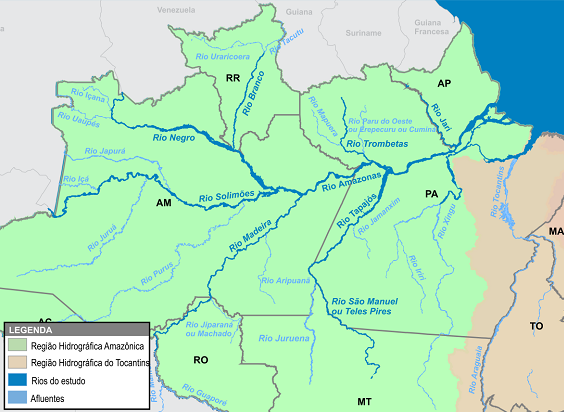 Venezuela
Guiana
Suriname
Guiana
Francesa
Rio Tacutu
Rio Uraricoera
RR
Rio Branco
AP
Rio Jari
Rio Içana
Rio Uaupés
Rio Negro
Rio Mapuera
Rio Paru do Oeste
ou Erepecuru ou Cuminá
Rio Trombetas
Rio Japurá
Rio Içá
AM
Rio Solimões
Rio Amazonas
PA
Rio Tapajós
Rio Jamanxim
Rio Xingu
Rio Tocantins
MA
Rio Juruá
Rio Purus
Rio Madeira
Rio Aripuanã
Rio Iriri
Rio São Manuel
ou Teles Pires
AC
Rio Jiparaná
ou Machado
Rio Juruena
Rio Araguaia
TO
RO
Rio Guaporé
MT
LEGENDA
Região Hidrográfica Amazônica
Região Hidrográfica do Tocantins
Rios do estudo
Afluentes